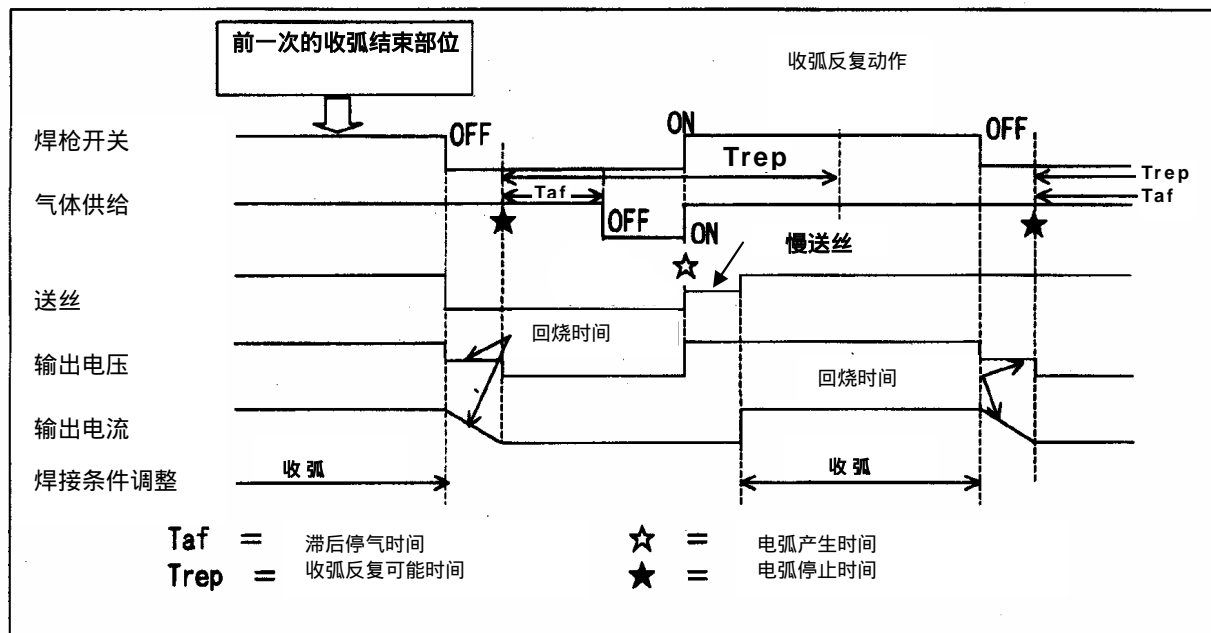 前一次的收弧结束部位
收弧反复动作
焊枪开关
OFF
ON
OFF
Trep
Trep
气体供给
Taf
Taf
OFF
ON
慢送丝
送丝
回烧时间
输出电压
回烧时间
输出电流
焊接条件调整
收弧
收弧
Taf = 滞后停气时间
☆ = 电弧产生时间
Trep = 收弧反复可能时间
★ = 电弧停止时间